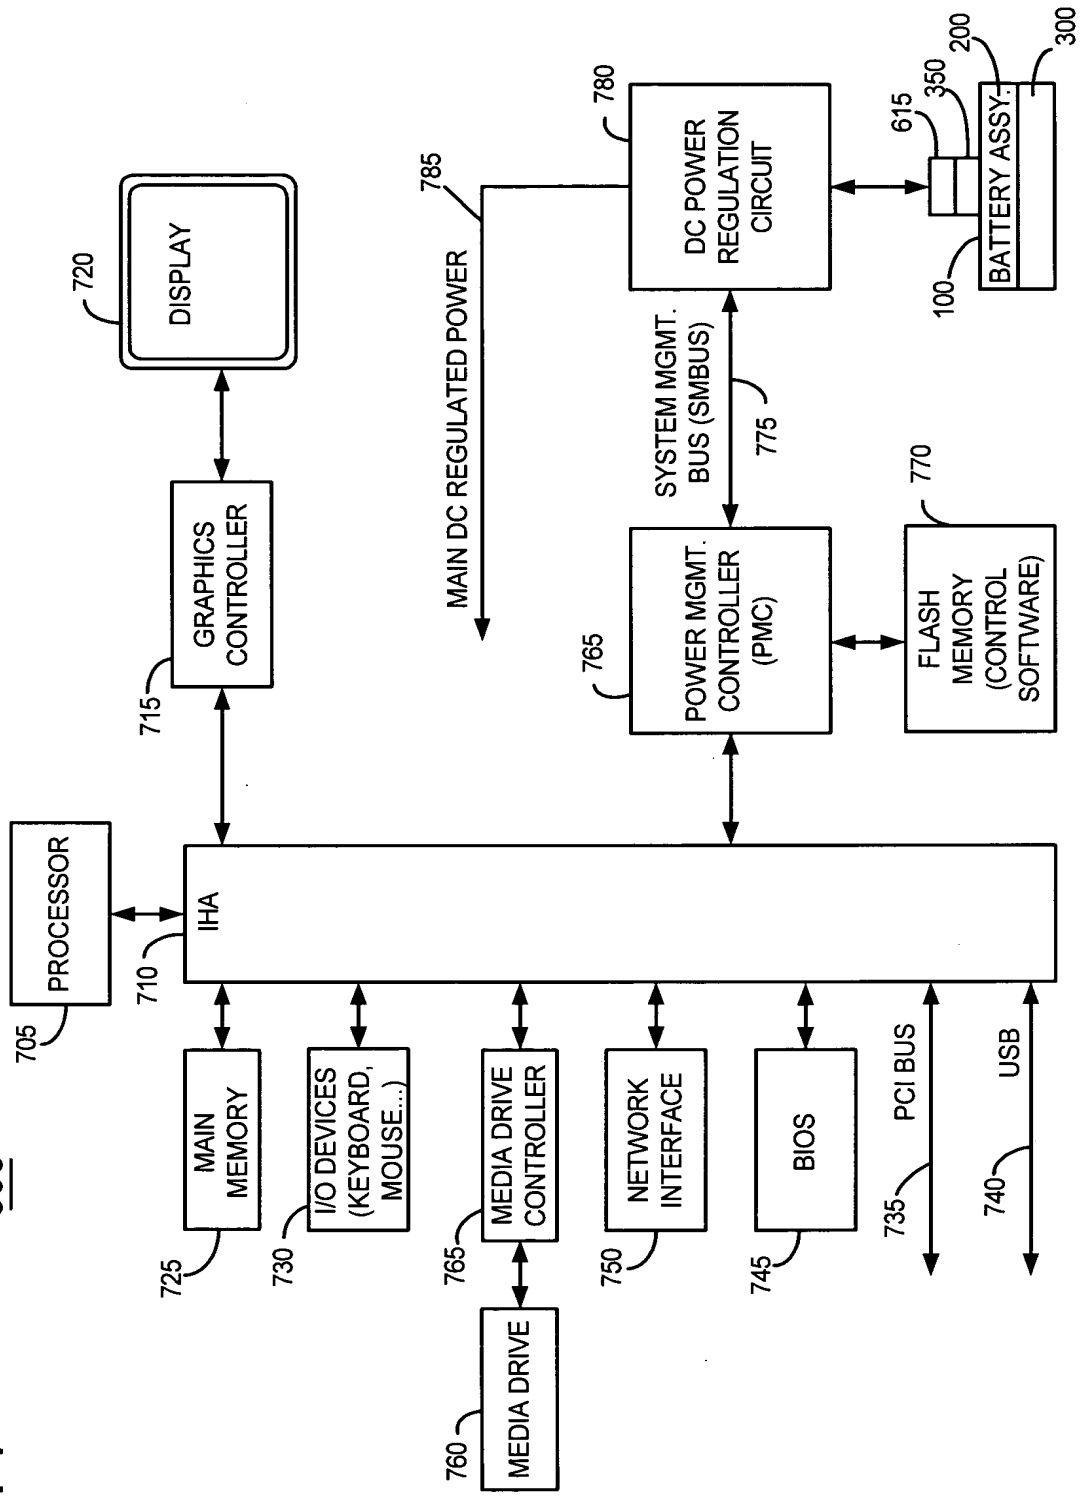 705
PROCESSOR
720
DISPLAY
715
GRAPHICS
CONTROLLER
710
IHA
725
MAIN
MEMORY
730
I/O DEVICES
(KEYBOARD,
MOUSE...)
760
MEDIA DRIVE
765
MEDIA DRIVE
CONTROLLER
750
NETWORK
INTERFACE
745
BIOS
735
PCI BUS
740
USB
MAIN DC REGULATED POWER
785
765
POWER MGMT.
CONTROLLER
(PMC)
SYSTEM MGMT.
BUS (SMBUS)
775
780
DC POWER
REGULATION
CIRCUIT
770
FLASH
MEMORY
(CONTROL
SOFTWARE)
615
350
100
BATTERY ASSY.
200
300